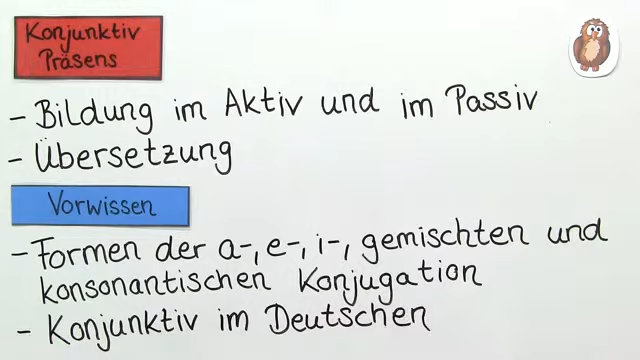 Konjunktiv
Präsens
- Bildung im Aktiv und im Passiv
- Übersetzung
Vorwissen
- Formen der a-, e-, i-, gemischten und
konsonantischen Konjugation
- Konjunktiv im Deutschen